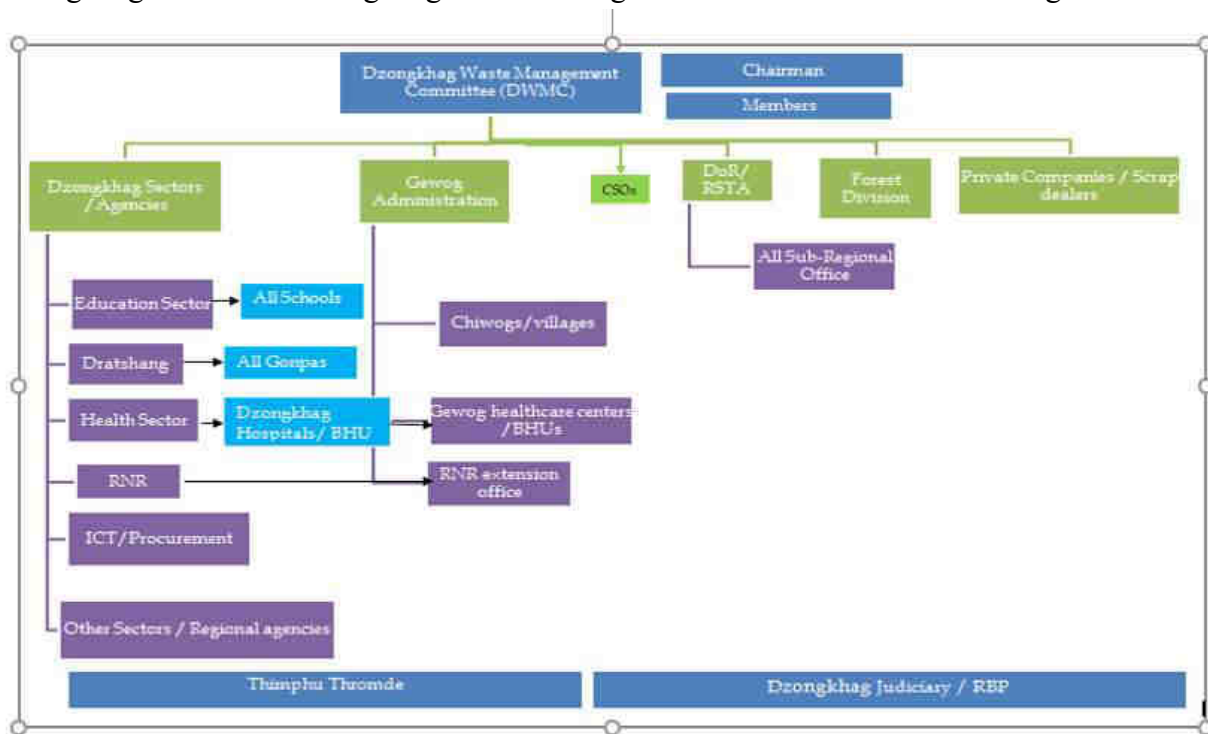 Dzongkhag Waste Management
Committee (DWMC)
Chairman
Members
Dzongkhag Sectors
/Agencies
Gewog
Administration
CSOs
DoR/
RSTA
Forest
Division
Private Companies / Scrap
dealers
All Sub-Regional
Office
Education Sector
All Schools
Chiwogs/villages
Dratshang
All Gonpas
Health Sector
Dzongkhag
Hospitals/ BHU
Gewog healthcare centers
/BHUs
RNR
RNR extension
office
ICT/Procurement
Other Sectors / Regional agencies
Thimphu Thromde
Dzongkhag Judiciary / RBP